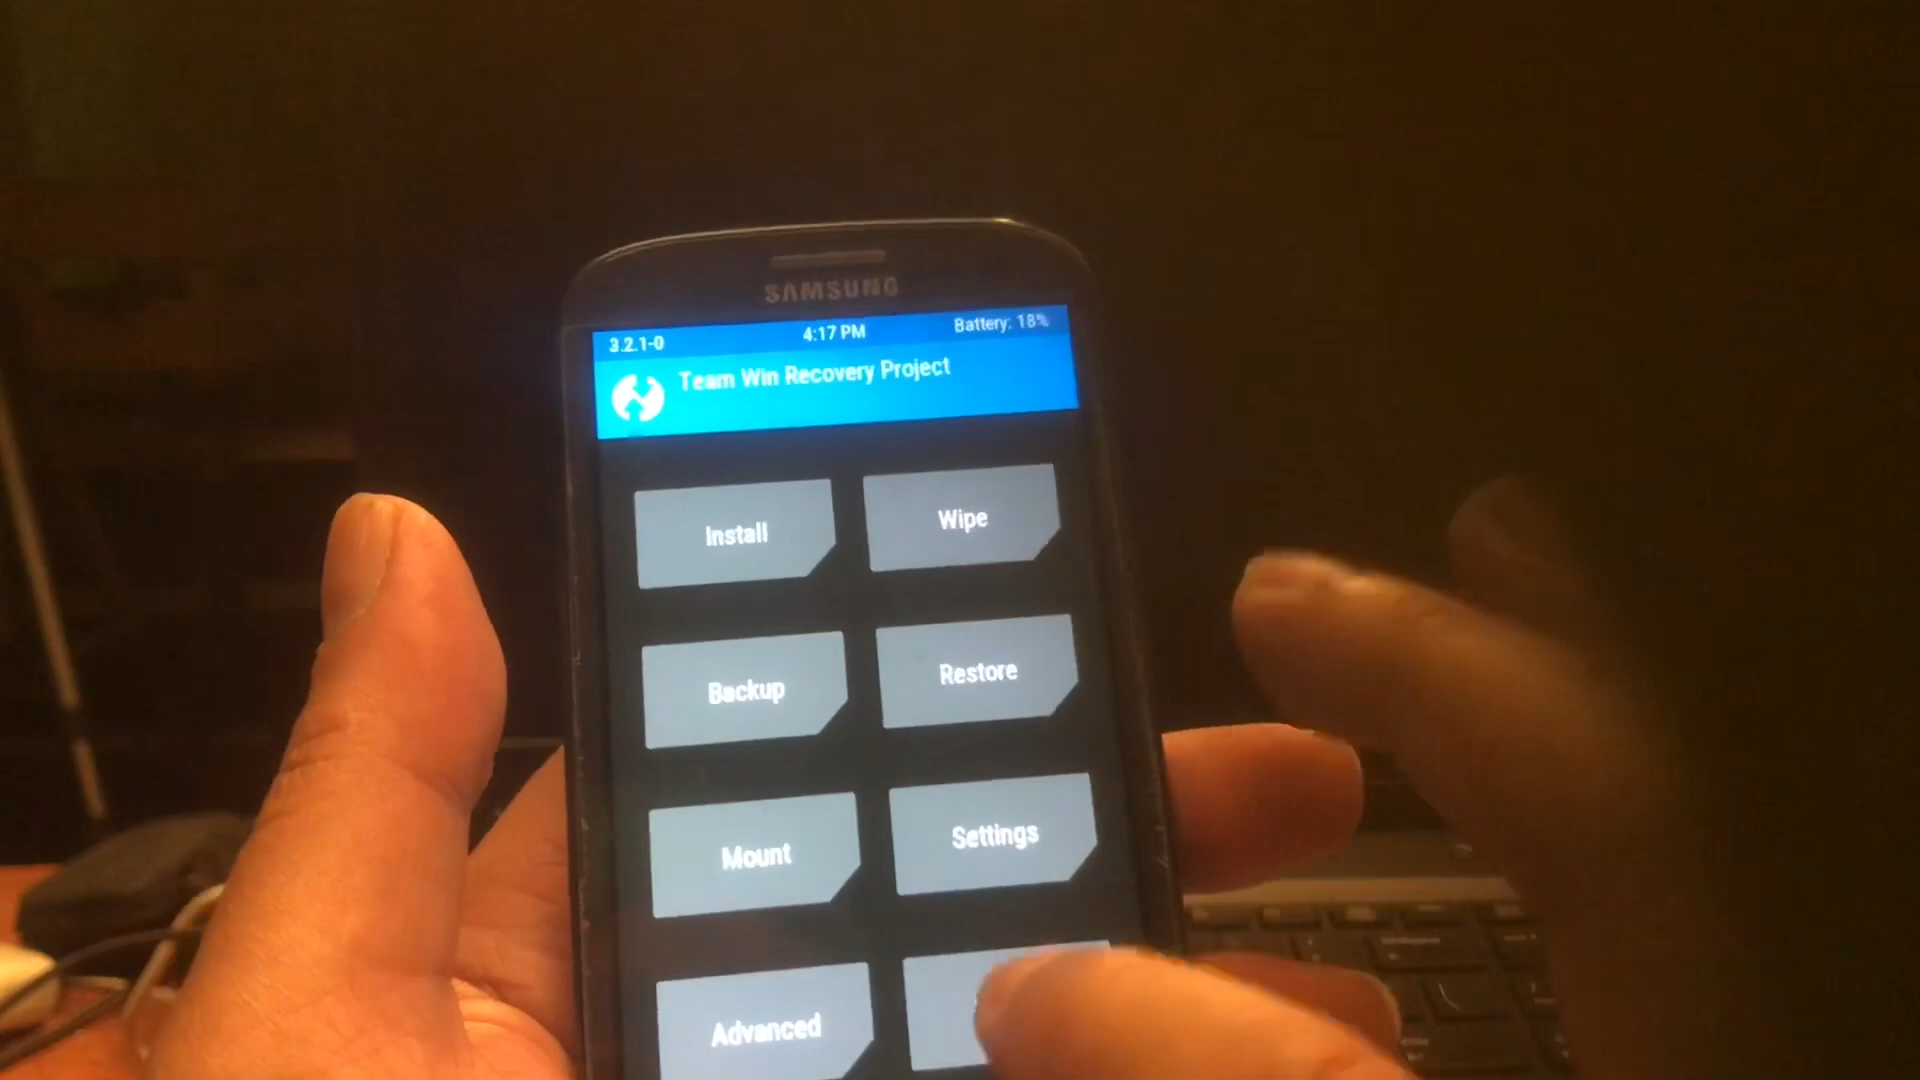 SAMSUNG
3.2.1-0 4:17 PM Battery: 18%
Team Win Recovery Project
Install Wipe
Backup Restore
Mount Settings
Advanced